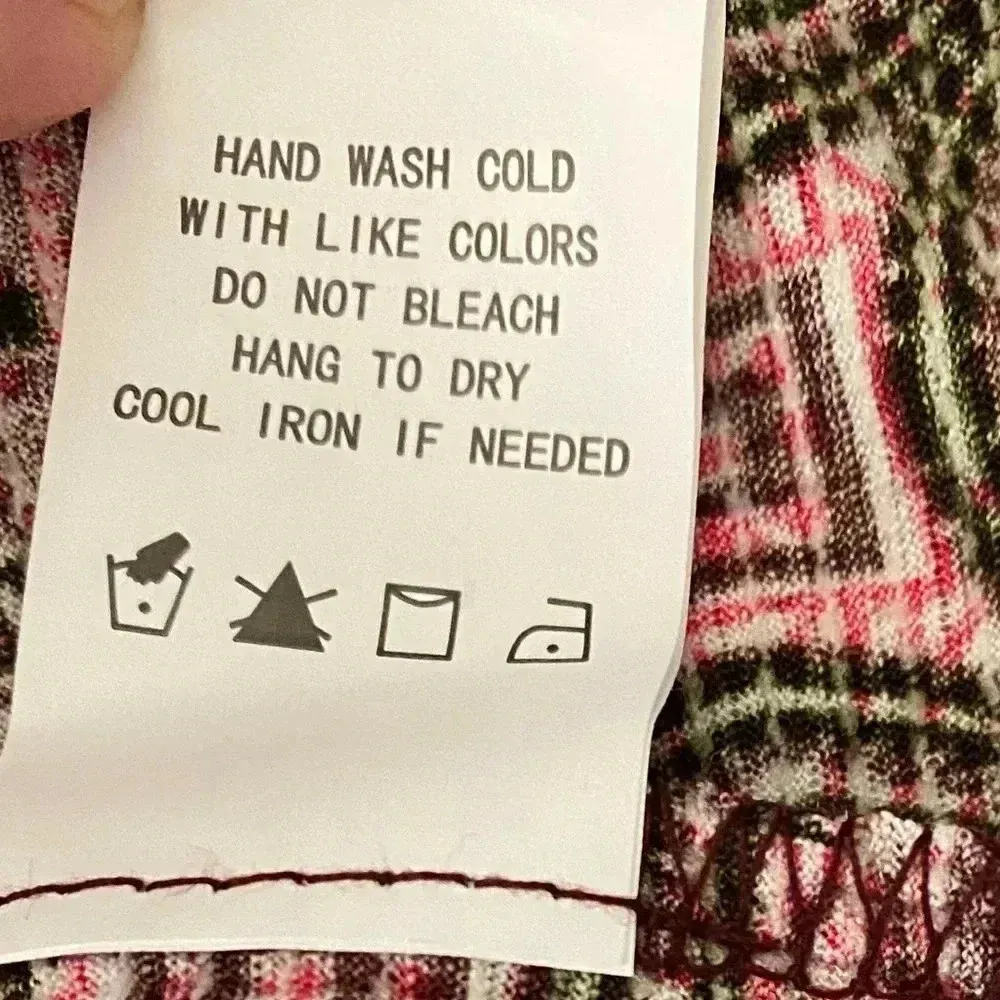 HAND WASH COLD
WITH LIKE COLORS
DO NOT BLEACH
HANG TO DRY
COOL IRON IF NEEDED